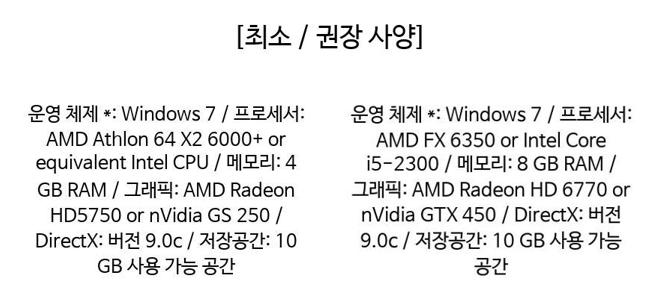 [최소 / 권장 사양]
운영 체제 *: Windows 7 / 프로세서:
AMD Athlon 64 X2 6000+ or
equivalent Intel CPU / 메모리: 4
GB RAM / 그래픽: AMD Radeon
HD5750 or nVidia GS 250 /
DirectX: 버전 9.0c / 저장공간: 10
GB 사용 가능 공간
운영 체제 *: Windows 7 / 프로세서:
AMD FX 6350 or Intel Core
i5-2300 / 메모리: 8 GB RAM /
그래픽: AMD Radeon HD 6770 or
nVidia GTX 450 / DirectX: 버전
9.0c / 저장공간: 10 GB 사용 가능
공간